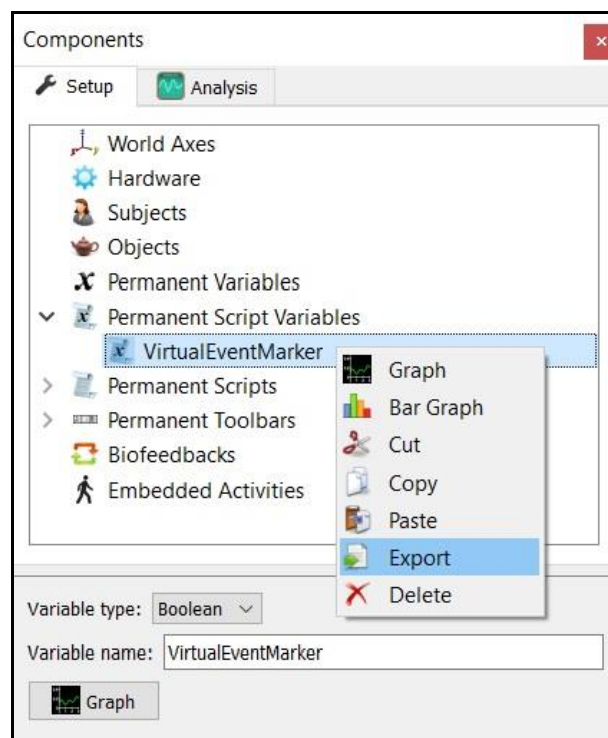 Components
Setup Analysis
World Axes
Hardware
Subjects
Objects
Permanent Variables
Permanent Script Variables
VirtualEventMarker
Permanent Scripts
Permanent Toolbars
Biofeedbacks
Embedded Activities
Graph
Bar Graph
Cut
Copy
Paste
Export
Delete
Variable type: Boolean
Variable name: VirtualEventMarker
Graph